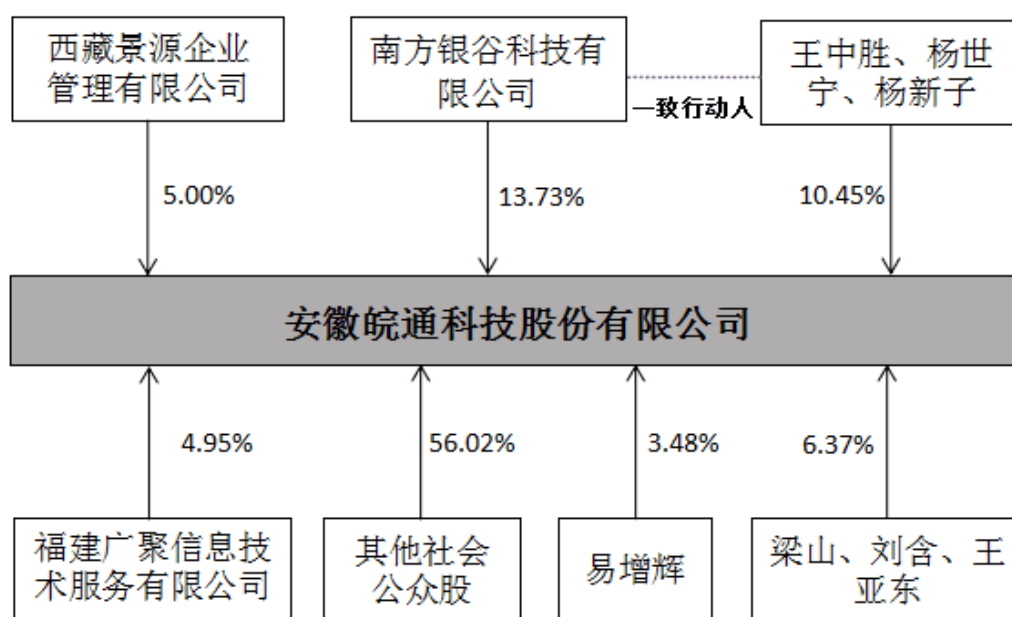 西藏景源企业
管理有限公司
南方银谷科技有
限公司
王中胜、杨世
宁、杨新子
一致行动人
5.00%
13.73%
10.45%
安徽皖通科技股份有限公司
4.95%
56.02%
3.48%
6.37%
福建广聚信息技
术服务有限公司
其他社会
公众股
易增辉
梁山、刘含、王
亚东